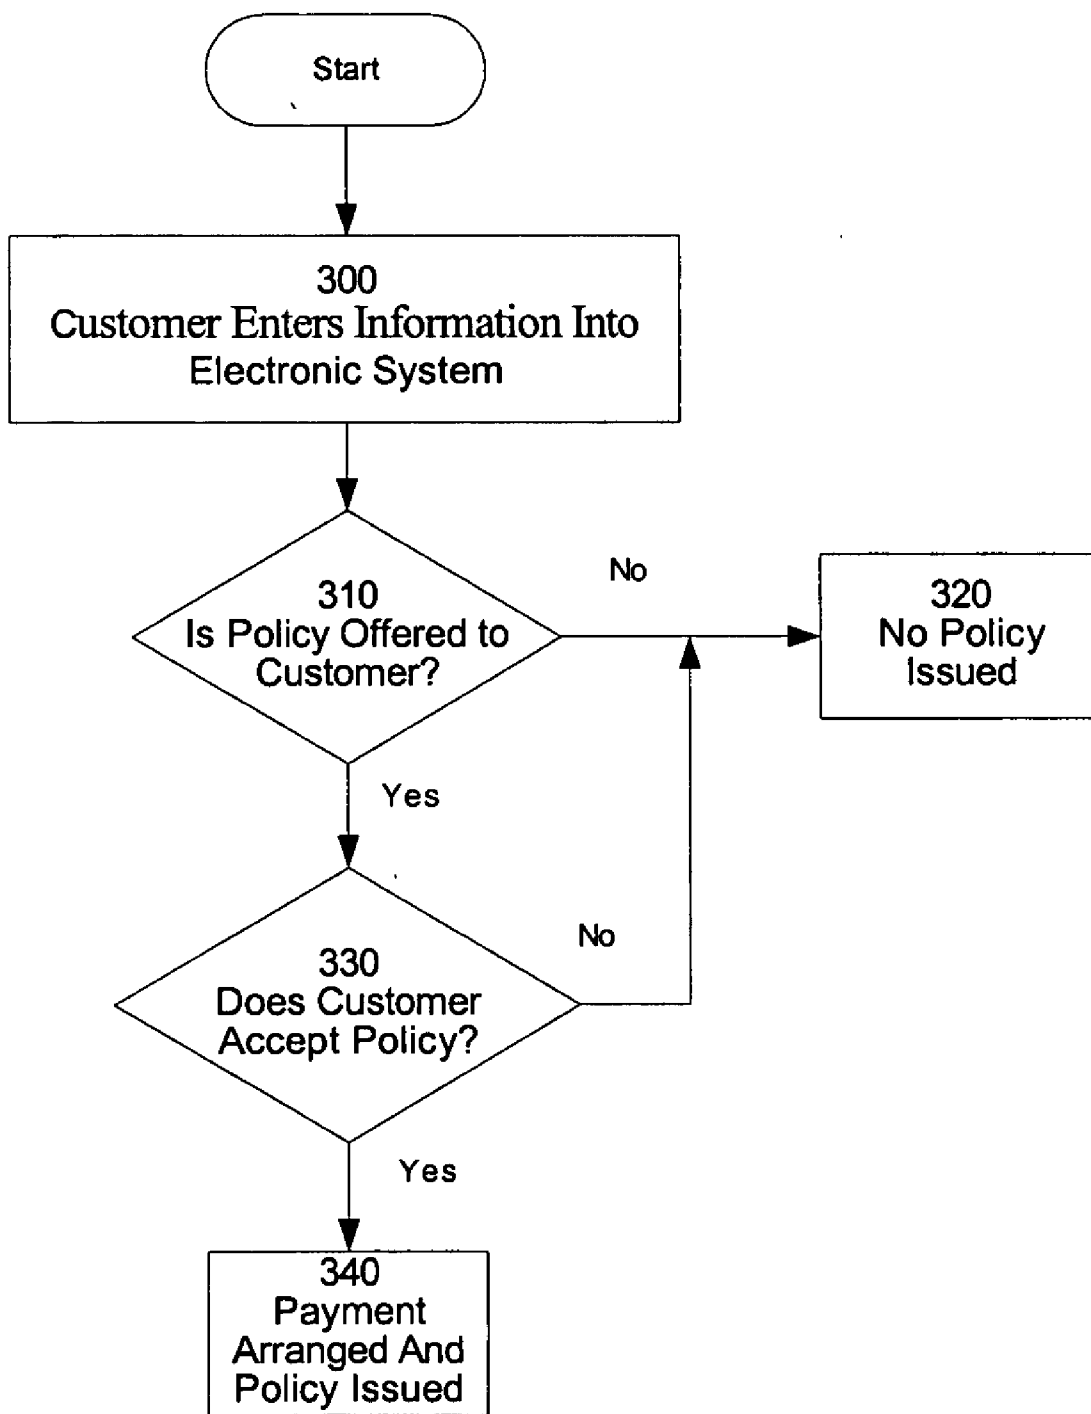 Start
300
Customer Enters Information Into
Electronic System
310
Is Policy Offered to
Customer?
No
320
No Policy
Issued
Yes
330
Does Customer
Accept Policy?
No
Yes
340
Payment
Arranged And
Policy Issued